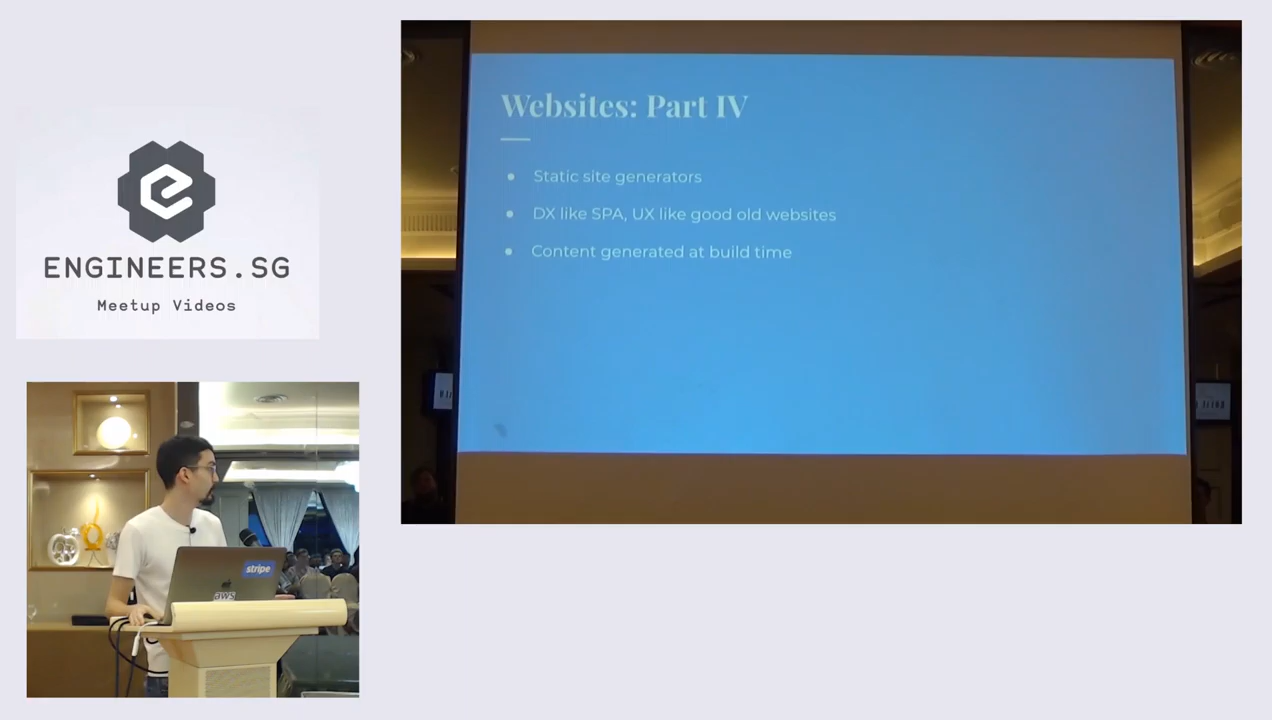 ENGINEERS.SG
Meetup Videos
Websites: Part IV
Static site generators
DX like SPA, UX like good old websites
Content generated at build time
stripe
aws